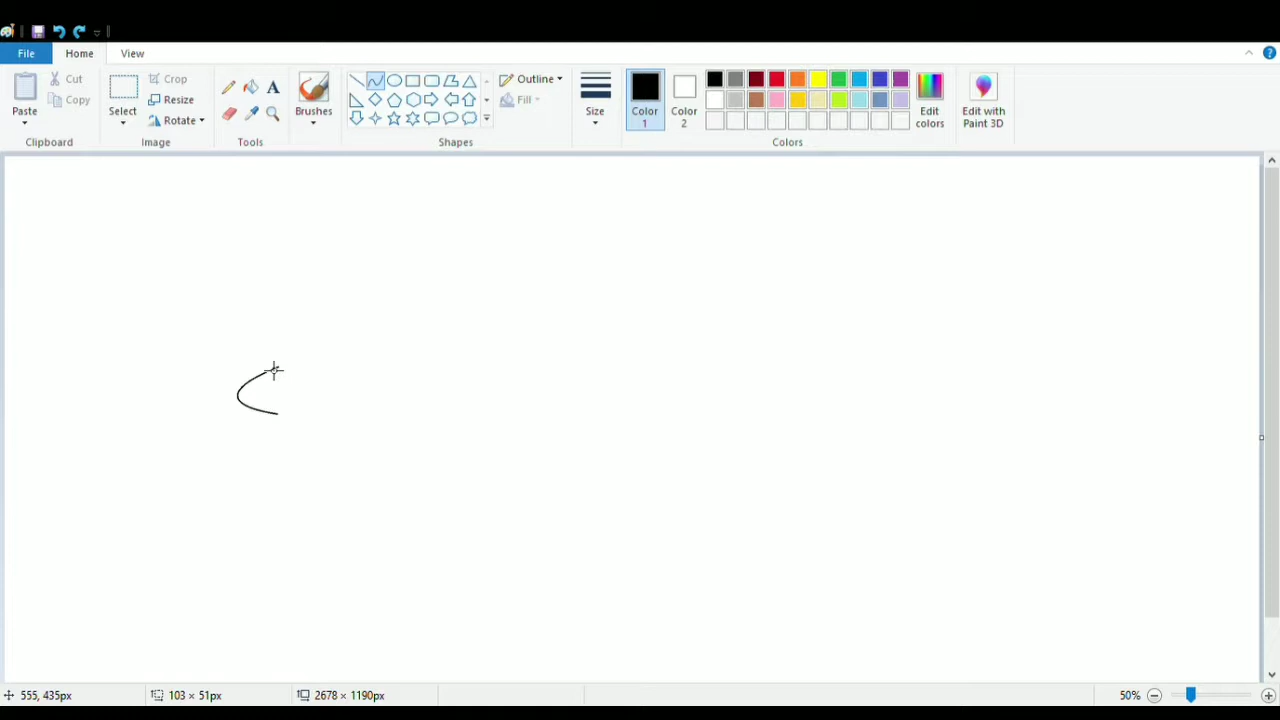 File Home View
Paste Cut Copy Clipboard
Select Crop Resize Rotate Image
A Tools
Brushes
Outline Fill Shapes
Size
Color 1 Color 2 Edit colors Colors
Edit with Paint 3D
555, 435px 103 × 51px 2678 × 1190px 50%